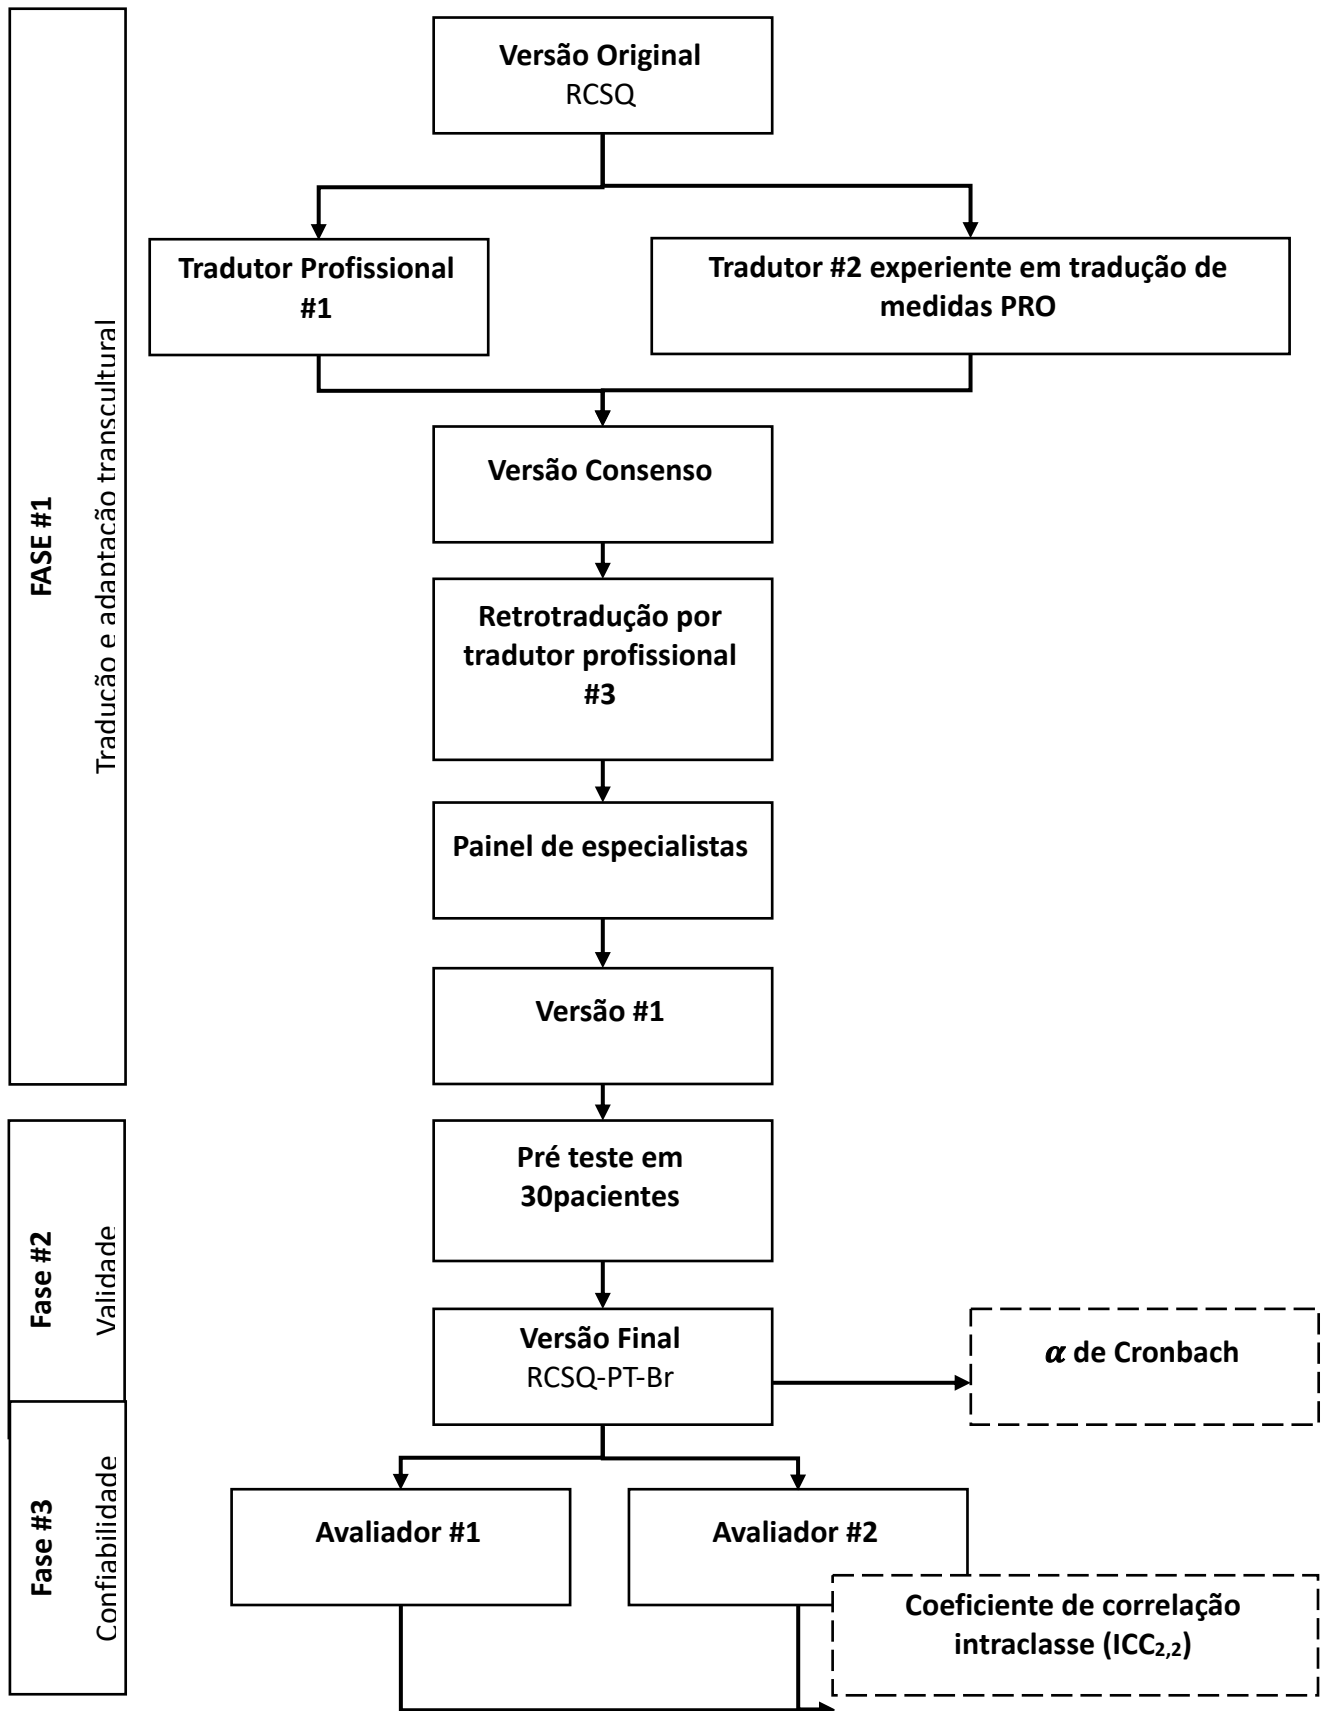 Versão Original
RCSQ
Tradutor Profissional
#1
Tradutor #2 experiente em tradução de
medidas PRO
FASE #1
Tradução e adaptação transcultural
Versão Consenso
Retrotradução por
tradutor profissional
#3
Painel de especialistas
Versão #1
Fase #2
Validade
Pré teste em
30pacientes
Versão Final
RCSQ-PT-Br
α de Cronbach
Fase #3
Confiabilidade
Avaliador #1
Avaliador #2
Coeficiente de correlação
intraclasse (ICC₂,₂)